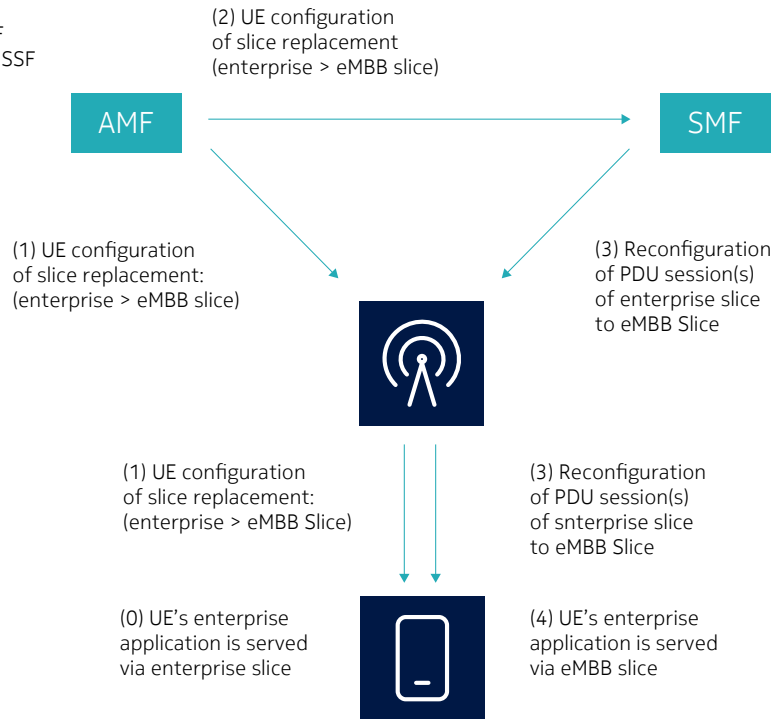 SSF
(2) UE configuration
of slice replacement
(enterprise > eMBB slice)
AMF
SMF
(1) UE configuration
of slice replacement:
(enterprise > eMBB slice)
(3) Reconfiguration
of PDU session(s)
of enterprise slice
to eMBB Slice
(1) UE configuration
of slice replacement:
(enterprise > eMBB Slice)
(3) Reconfiguration
of PDU session(s)
of snterprise slice
to eMBB Slice
(0) UE’s enterprise
application is served
via enterprise slice
(4) UE’s enterprise
application is served
via eMBB slice